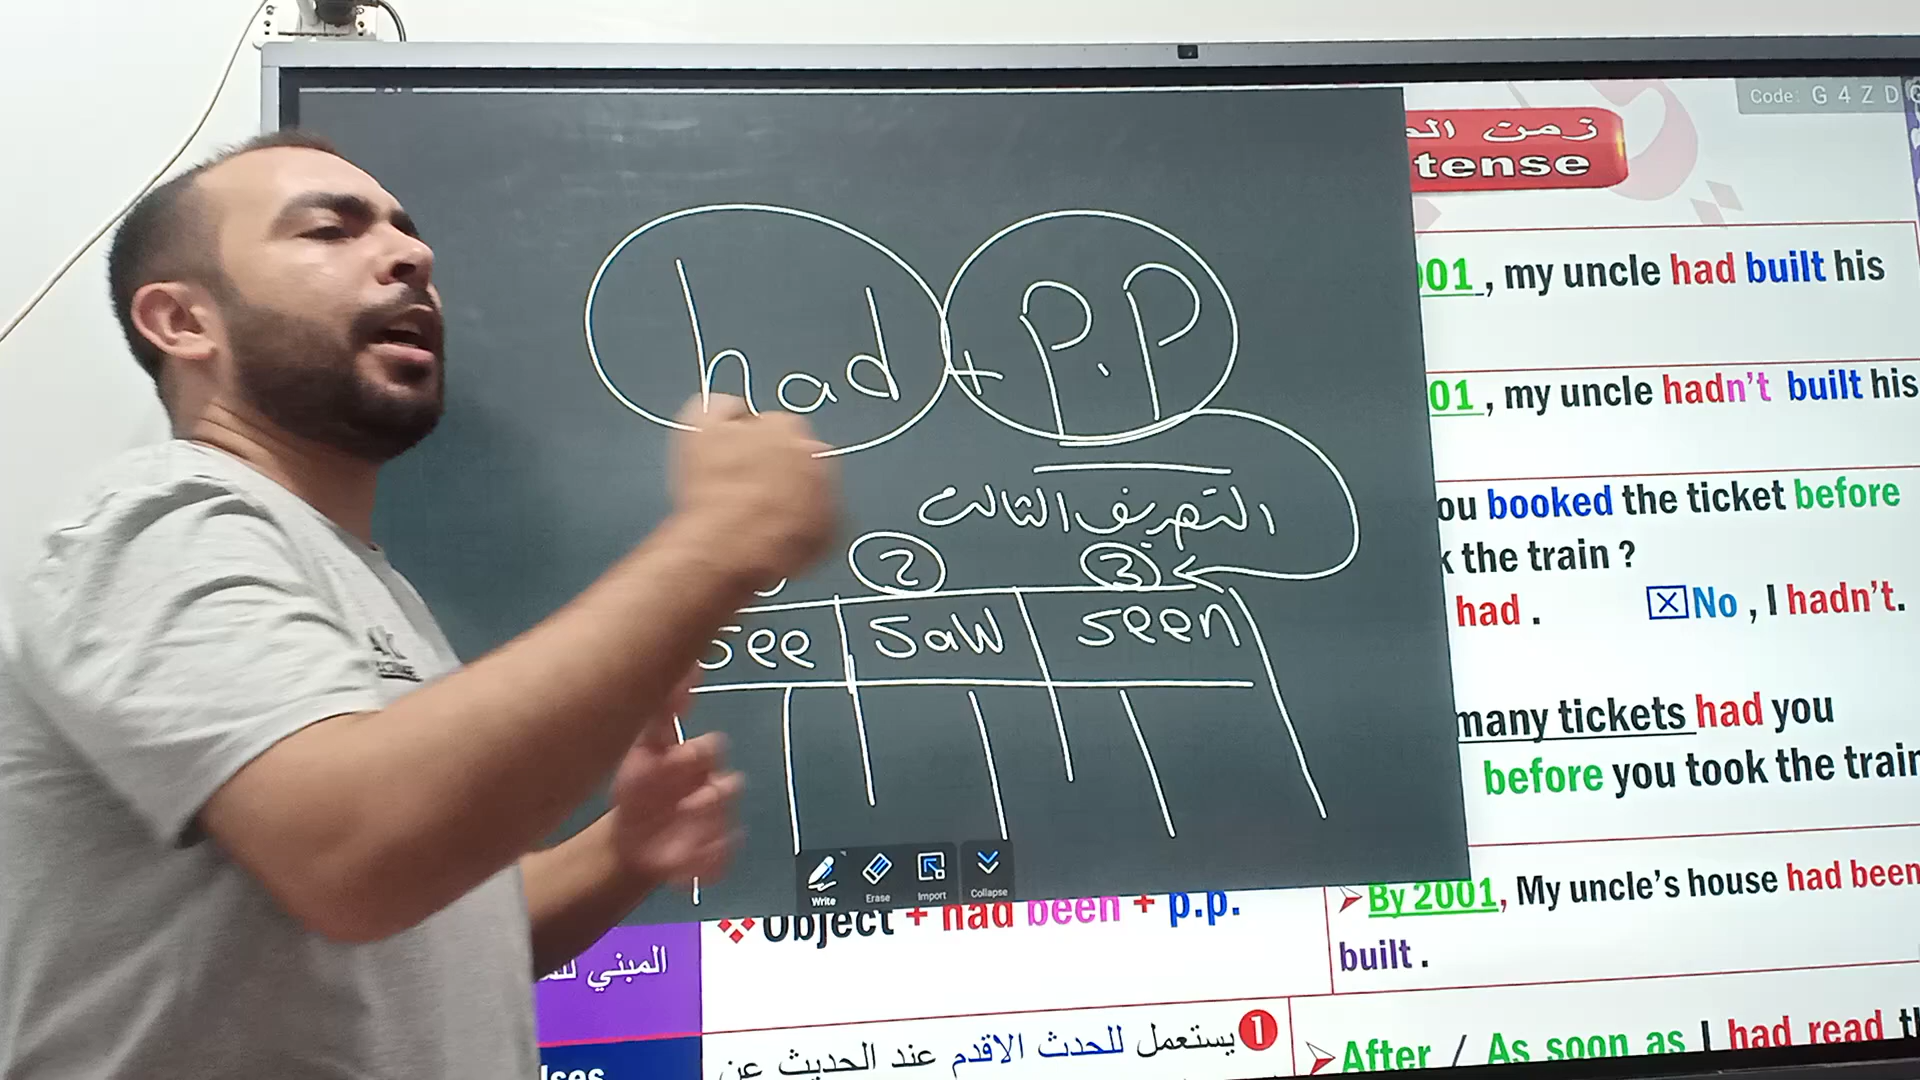 Code: G 4 Z D G
زمن
tense
had + P.P
التصريف الثالث
2 3
see saw seen
01 , my uncle had built his
01 , my uncle hadn't built his
you booked the ticket before
the train ?
had . No , I hadn't.
many tickets had you
before you took the train
Write Erase Import Collapse
Object + had been + p.p.
By 2001, My uncle's house had been
built .
المبني
1 يستعمل للحدث الاقدم عند الحديث عن
After / As soon as I had read